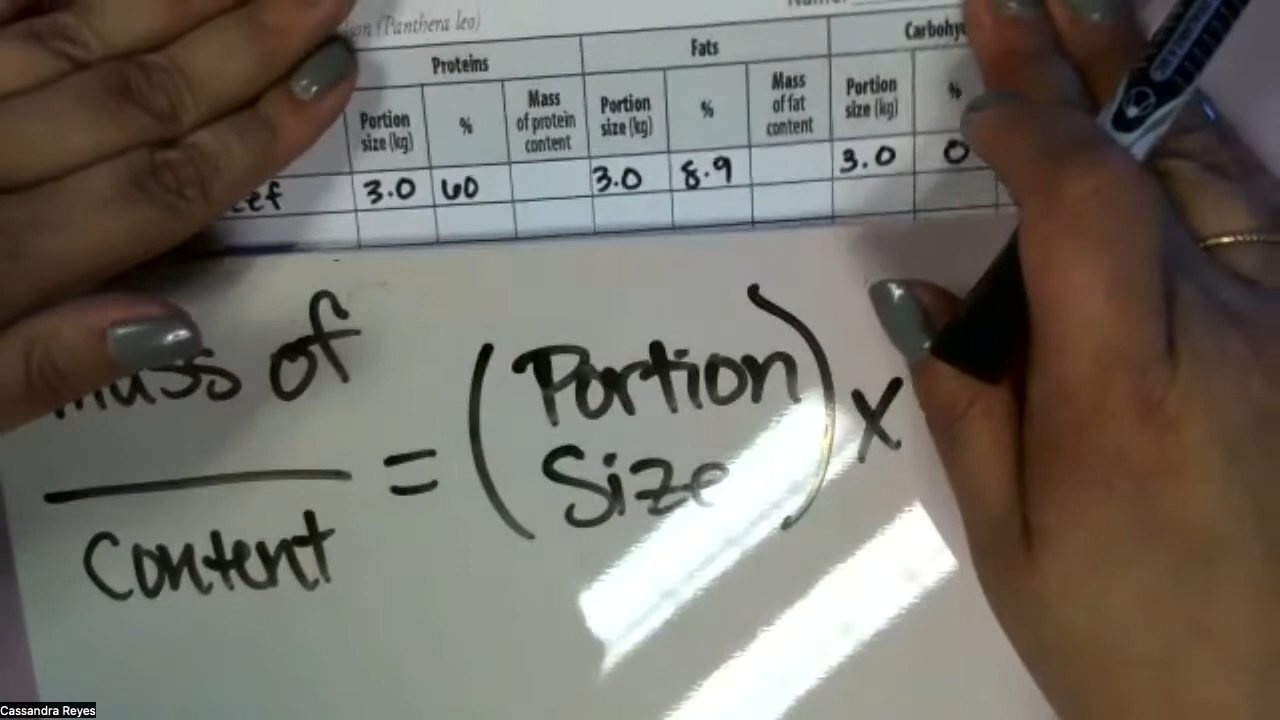 (Panthera leo)
Proteins Fats
Portion size (kg) % Mass of protein content Portion size (kg) % Mass of fat content Portion size (kg) %
3.0 60 3.0 8.9 3.0 0
of = (Portion Size) x
Content
Cassandra Reyes